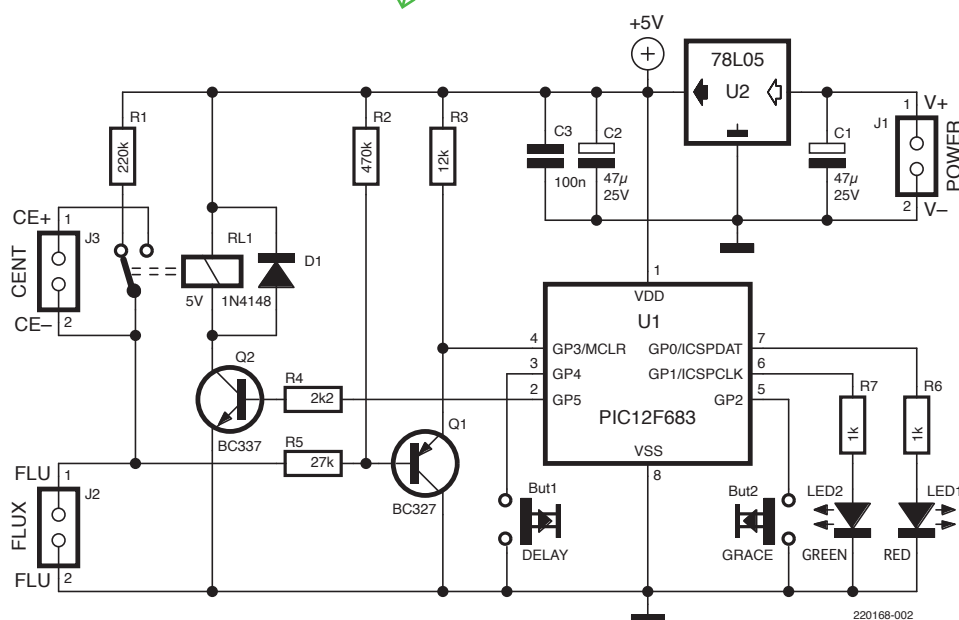 +5V
78L05
U2
R1
220k
R2
470k
R3
12k
C3
100n
C2
47µ
25V
C1
47µ
25V
1
V+
J1
POWER
2
V–
CE+
1
J3
CENT
CE–
2
RL1
5V
D1
1N4148
1
VDD
U1
4
GP3/MCLR
GP0/ICSPDAT
7
3
GP4
GP1/ICSPCLK
6
2
GP5
GP2
5
PIC12F683
VSS
8
Q2
BC337
R4
2k2
R5
27k
Q1
BC327
R7
1k
R6
1k
FLU
1
J2
FLUX
FLU
2
But1
DELAY
But2
GRACE
LED2
GREEN
LED1
RED
220168-002